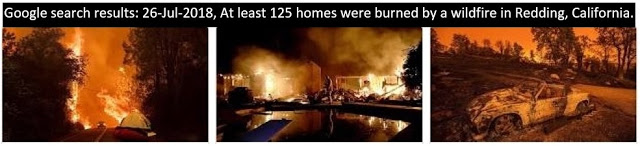 Google search results: 26-Jul-2018, At least 125 homes were burned by a wildfire in Redding, California.